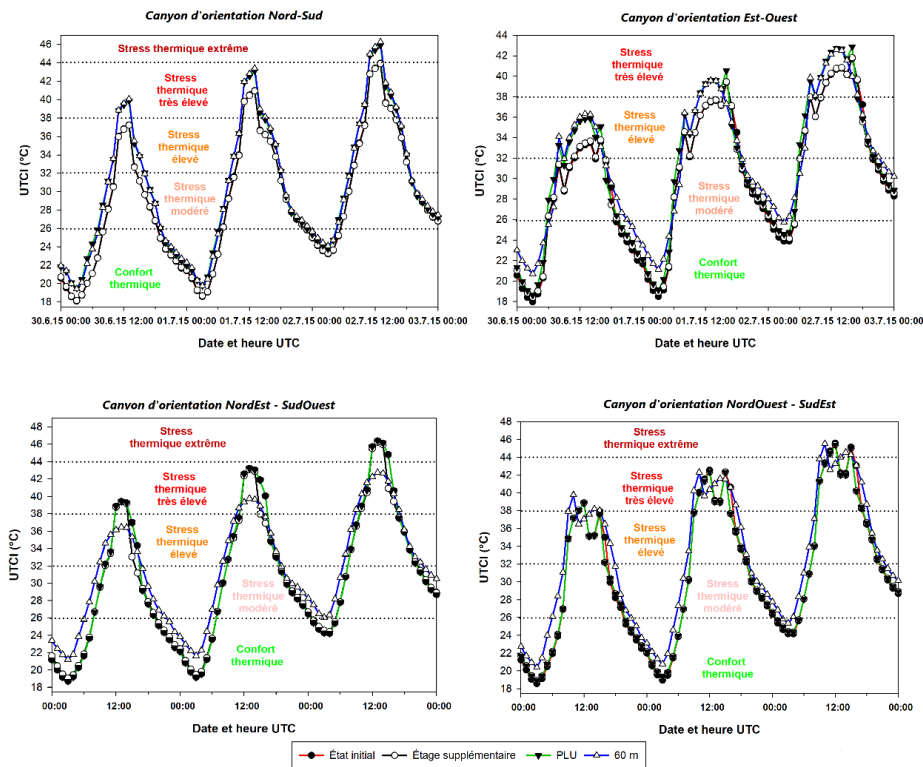 Canyon d'orientation Nord-Sud
UTCI (°C)
46
44
42
40
38
36
34
32
30
28
26
24
22
20
18
Stress thermique extrême
Stress
thermique
très élevé
Stress
thermique
élevé
Stress
thermique
modéré
Confort
thermique
30.6.15 00:00
30.6.15 12:00
01.7.15 00:00
01.7.15 12:00
02.7.15 00:00
02.7.15 12:00
03.7.15 00:00
Date et heure UTC
Canyon d'orientation Est-Ouest
UTCI (°C)
44
42
40
38
36
34
32
30
28
26
24
22
20
18
Stress
thermique
très élevé
Stress
thermique
élevé
Stress
thermique
modéré
Confort
thermique
30.6.15 00:00
30.6.15 12:00
01.7.15 00:00
01.7.15 12:00
02.7.15 00:00
02.7.15 12:00
03.7.15 00:00
Date et heure UTC
Canyon d'orientation NordEst - SudOuest
UTCI (°C)
48
46
44
42
40
38
36
34
32
30
28
26
24
22
20
18
Stress
thermique extrême
Stress
thermique
très élevé
Stress
thermique
élevé
Stress
thermique
modéré
Confort
thermique
00:00
12:00
00:00
12:00
00:00
12:00
00:00
Date et heure UTC
Canyon d'orientation NordOuest - SudEst
UTCI (°C)
48
46
44
42
40
38
36
34
32
30
28
26
24
22
20
18
Stress
thermique extrême
Stress
thermique
très élevé
Stress
thermique
élevé
Stress
thermique
modéré
Confort
thermique
00:00
12:00
00:00
12:00
00:00
12:00
00:00
Date et heure UTC
État initial
Étage supplémentaire
PLU
60 m